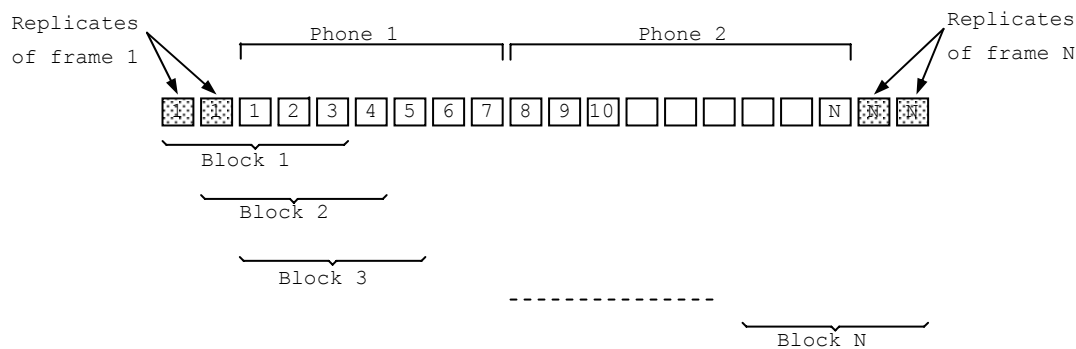 Replicates
of frame 1
Phone 1
Phone 2
Replicates
of frame N
1 1 1 2 3 4 5 6 7 8 9 10 N N N
Block 1
Block 2
Block 3
Block N